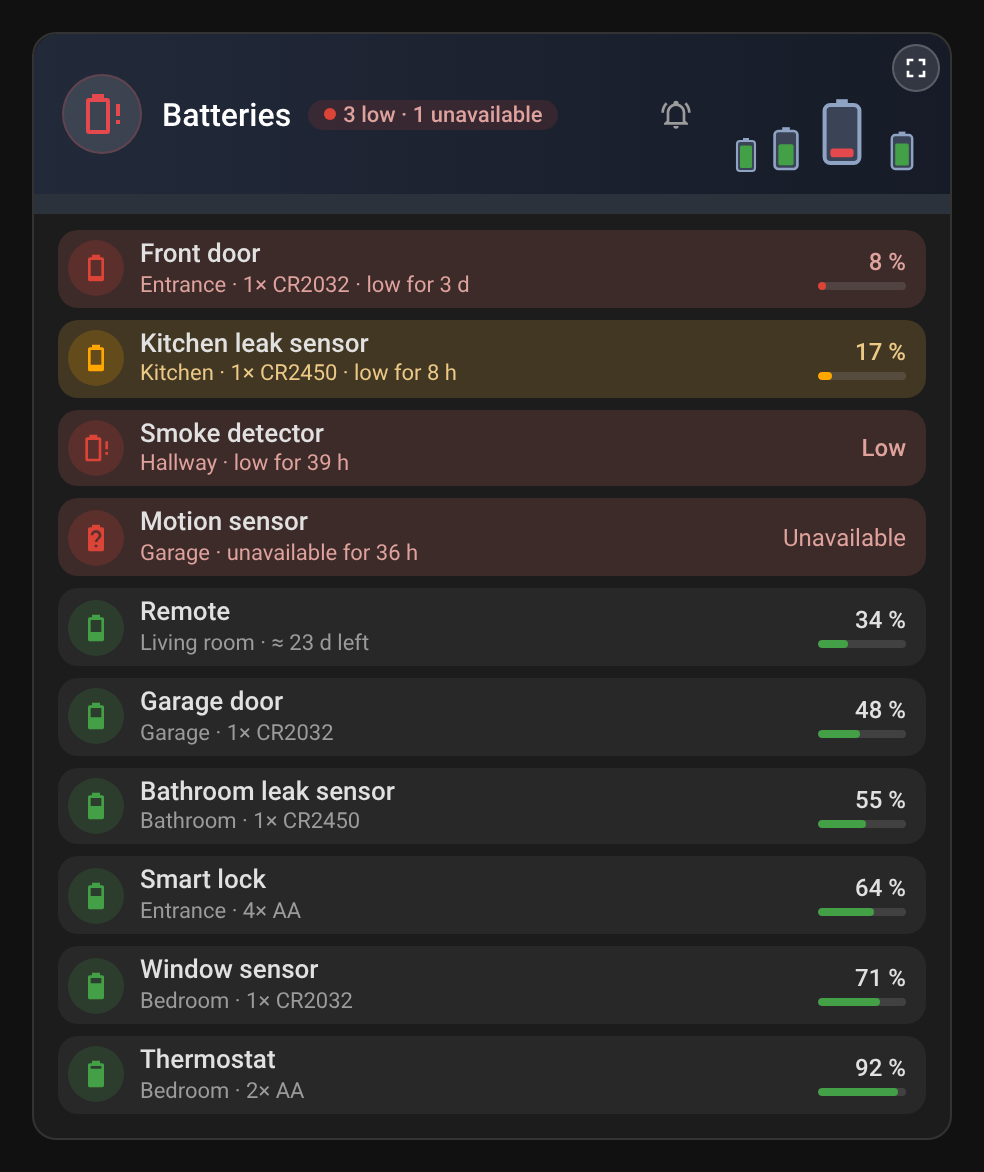 Batteries
3 low · 1 unavailable
Front door
8 %
Entrance · 1× CR2032 · low for 3 d
Kitchen leak sensor
17 %
Kitchen · 1× CR2450 · low for 8 h
Smoke detector
Low
Hallway · low for 39 h
Motion sensor
Unavailable
Garage · unavailable for 36 h
Remote
34 %
Living room · ≈ 23 d left
Garage door
48 %
Garage · 1× CR2032
Bathroom leak sensor
55 %
Bathroom · 1× CR2450
Smart lock
64 %
Entrance · 4× AA
Window sensor
71 %
Bedroom · 1× CR2032
Thermostat
92 %
Bedroom · 2× AA